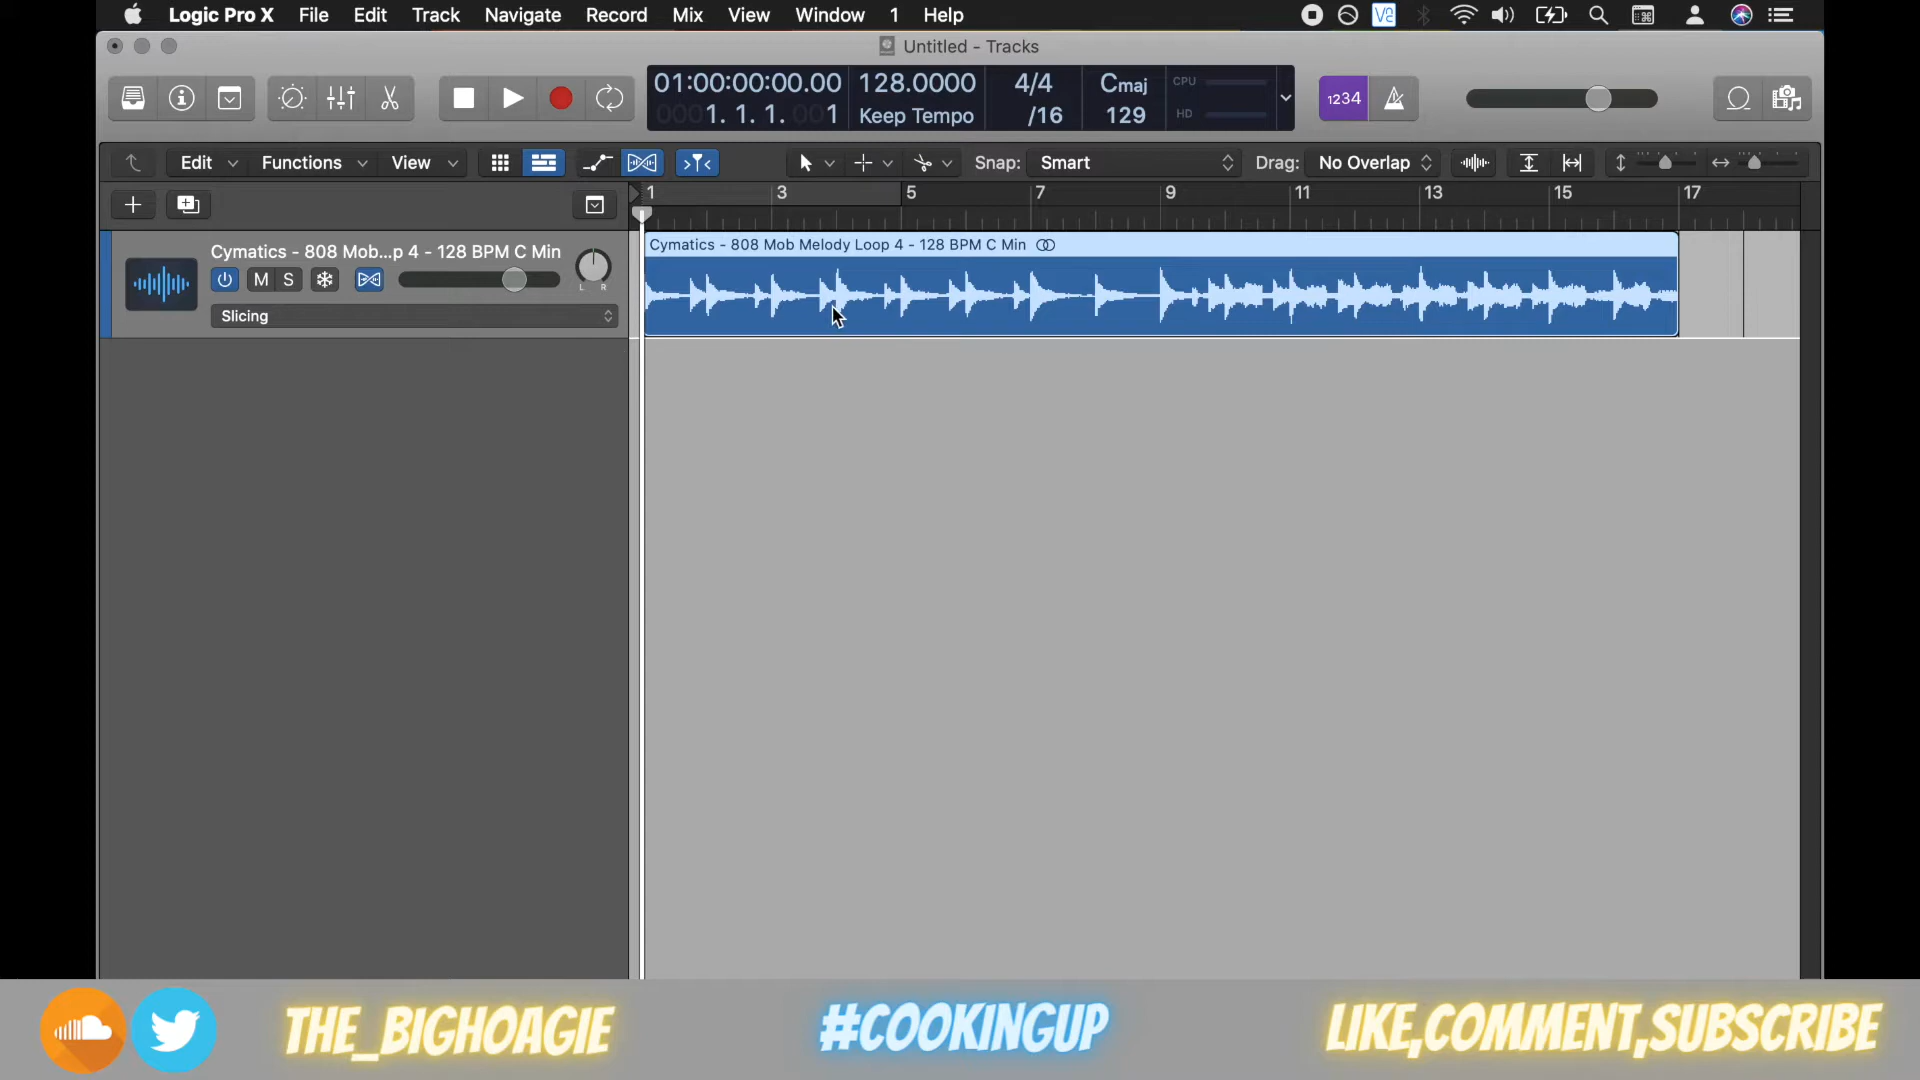 Logic Pro X File Edit Track Navigate Record Mix View Window 1 Help
Untitled - Tracks
01:00:00:00.00 128.0000 4/4 Cmaj CPU
0001. 1. 1. 001 Keep Tempo /16 129 HD
1234
Edit Functions View Snap: Smart Drag: No Overlap
1 3 5 7 9 11 13 15 17
Cymatics - 808 Mob...p 4 - 128 BPM C Min
M S
L R
Slicing
Cymatics - 808 Mob Melody Loop 4 - 128 BPM C Min
THE_BIGHOAGIE #COOKINGUP LIKE,COMMENT,SUBSCRIBE